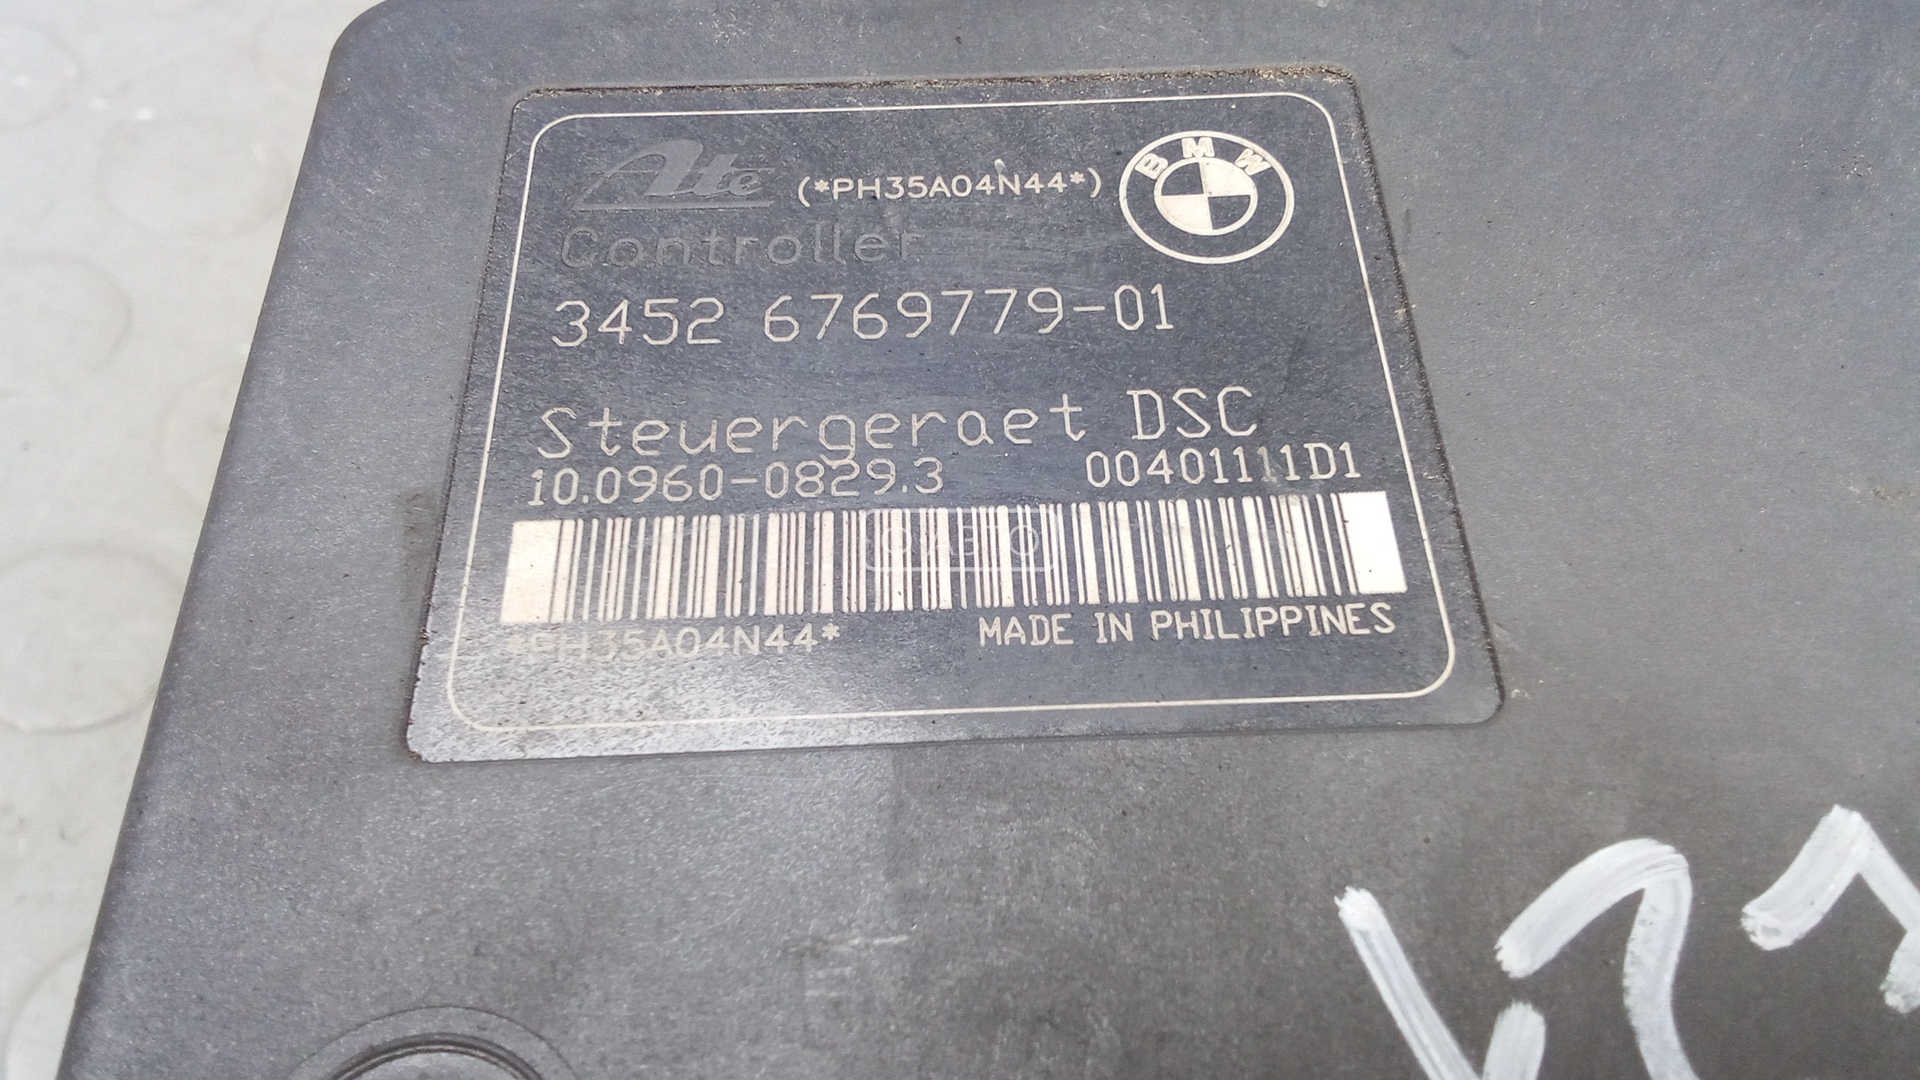 Ate (*PH35A04N44*) BMW
Controller
3452 6769779-01
Steuergeraet DSC
10.0960-0829.3 00401111D1
*PH35A04N44* MADE IN PHILIPPINES